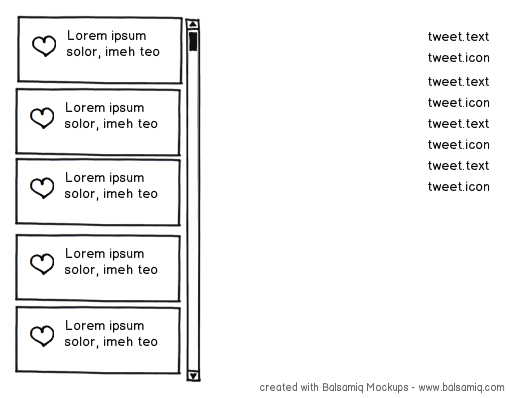 Lorem ipsum
solor, imeh teo
Lorem ipsum
solor, imeh teo
Lorem ipsum
solor, imeh teo
Lorem ipsum
solor, imeh teo
Lorem ipsum
solor, imeh teo
tweet.text
tweet.icon
tweet.text
tweet.icon
tweet.text
tweet.icon
tweet.text
tweet.icon
created with Balsamiq Mockups - www.balsamiq.com